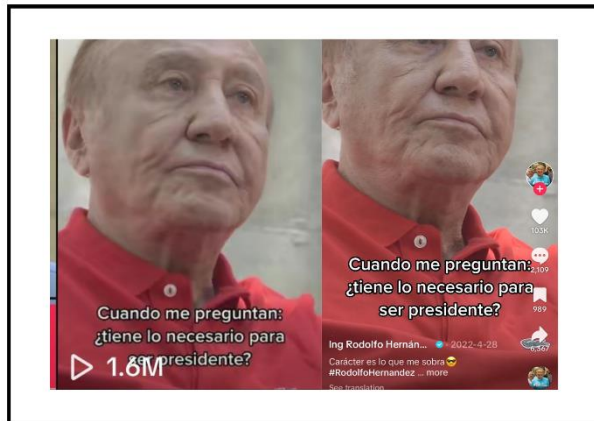 Cuando me preguntan:
¿tiene lo necesario para
ser presidente?
1.6M
Cuando me preguntan:
¿tiene lo necesario para
ser presidente?
103K
2,109
989
Ing Rodolfo Hernán... · 2022-4-28
Carácter es lo que me sobra😎
#RodolfoHernandez ... more
See translation